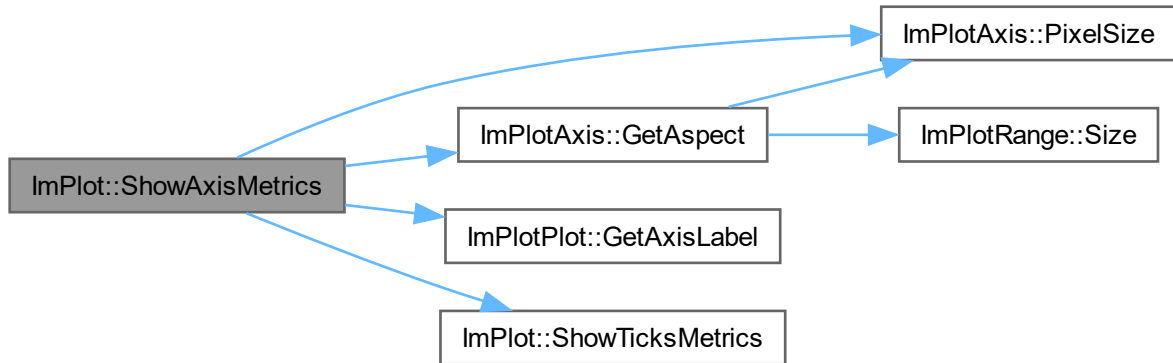 ImPlot::ShowAxisMetrics
ImPlotAxis::PixelSize
ImPlotAxis::GetAspect
ImPlotRange::Size
ImPlotPlot::GetAxisLabel
ImPlot::ShowTicksMetrics